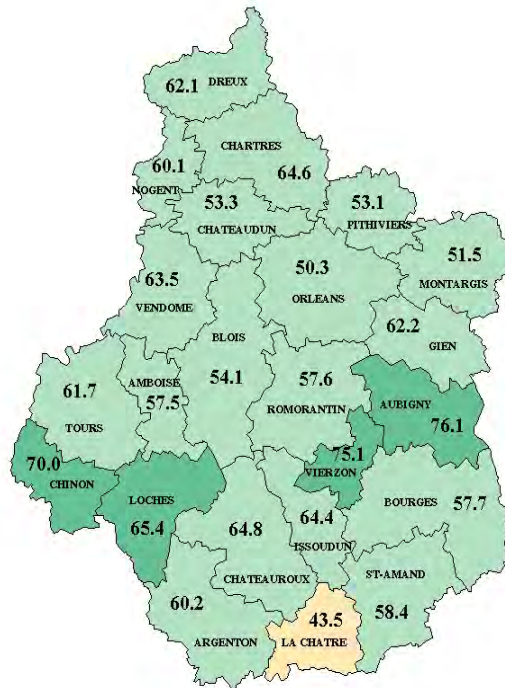 62.1 DREUX
CHARTRES
64.6
60.1
NOGENT
53.3
CHATEAUDUN
53.1
PITHIVIERS
51.5
MONTARGIS
50.3
ORLEANS
63.5
VENDOME
62.2
GIEN
BLOIS
54.1
AMBOISE
57.5
61.7
TOURS
57.6
ROMORANTIN
AUBIGNY
76.1
70.0
CHINON
LOCHES
65.4
75.1
VIERZON
BOURGES 57.7
64.8
CHATEAUROUX
64.4
ISSOUDUN
ST-AMAND
58.4
60.2
ARGENTON
43.5
LA CHATRE